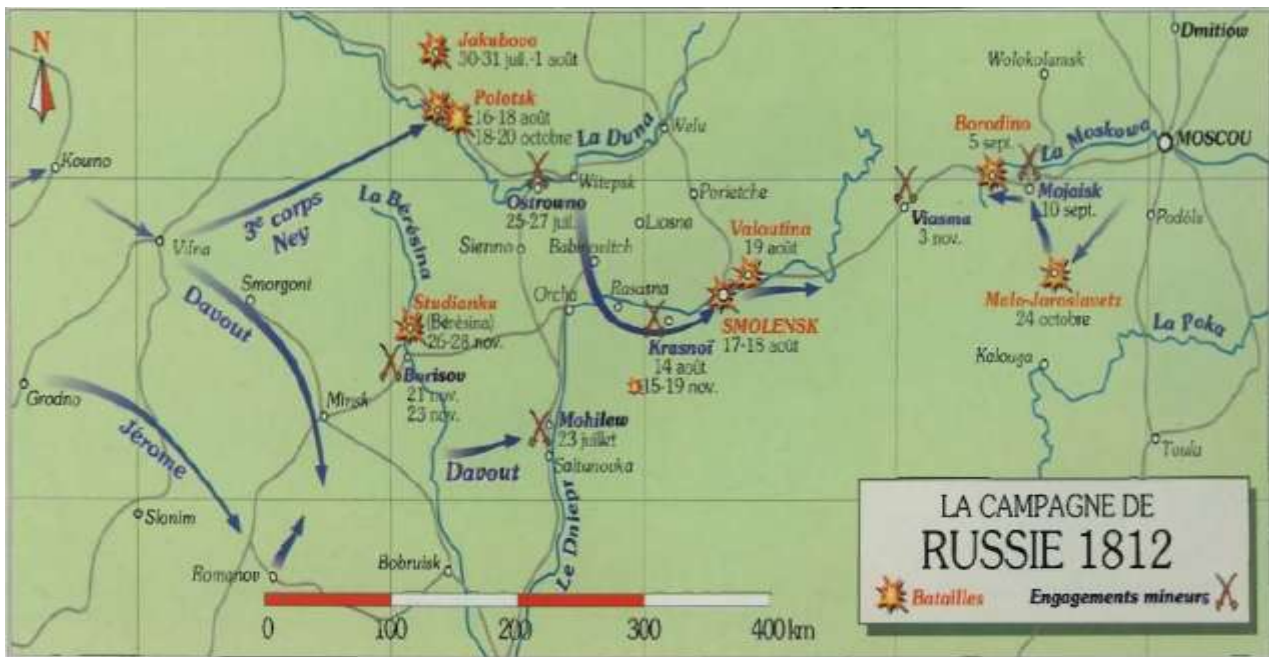 N
Jakubovo
30-31 juil.-1 août
Polotsk
16-18 août
18-20 octobre
La Duna
Welu
Wolokolamsk
Dmitiow
Borodino
5 sept.
La Moskowa
MOSCOU
Kowno
Witepsk
Ostrowno
25-27 juil.
Porietche
Liosna
Mojaisk
10 sept.
Podóls
Viasma
3 nov.
Vilna
3e corps
Ney
La Bérésina
Sienno
Babinovitch
Valoutina
19 août
Smorgoni
Davout
Studianka
(Bérésina)
26-28 nov.
Orcha
Rasasna
SMOLENSK
17-18 août
Malo-Jaroslavetz
24 octobre
La Poka
Krasnoï
14 août
15-19 nov.
Kalouga
Borisov
21 nov.
23 nov.
Grodno
Jérome
Minsk
Mohilew
23 juillet
Davout
Saltanovka
Toula
Slonim
Le Dniepr
Romanov
Bobruisk
LA CAMPAGNE DE
RUSSIE 1812
Batailles
Engagements mineurs
0 100 200 300 400 km